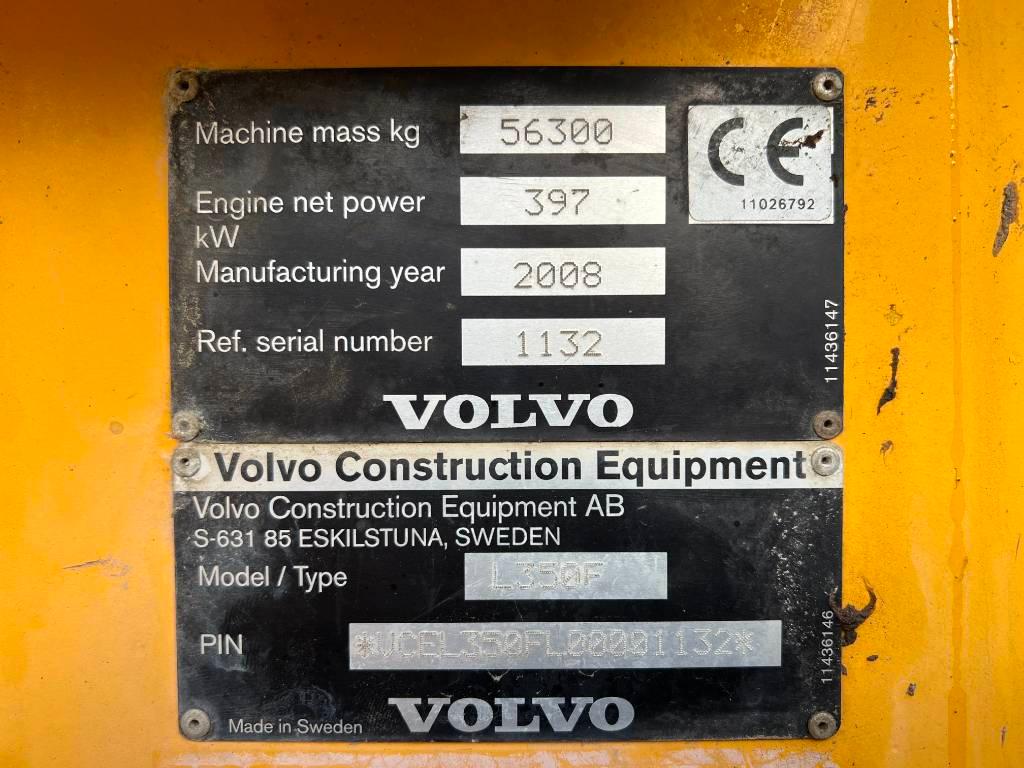 Machine mass kg 56300
CE
11026792
Engine net power 397
kW
Manufacturing year 2008
Ref. serial number 1132
11436147
VOLVO
Volvo Construction Equipment
Volvo Construction Equipment AB
S-631 85 ESKILSTUNA, SWEDEN
Model / Type L350F
PIN *VCEL350FL00001132*
11436146
Made in Sweden VOLVO